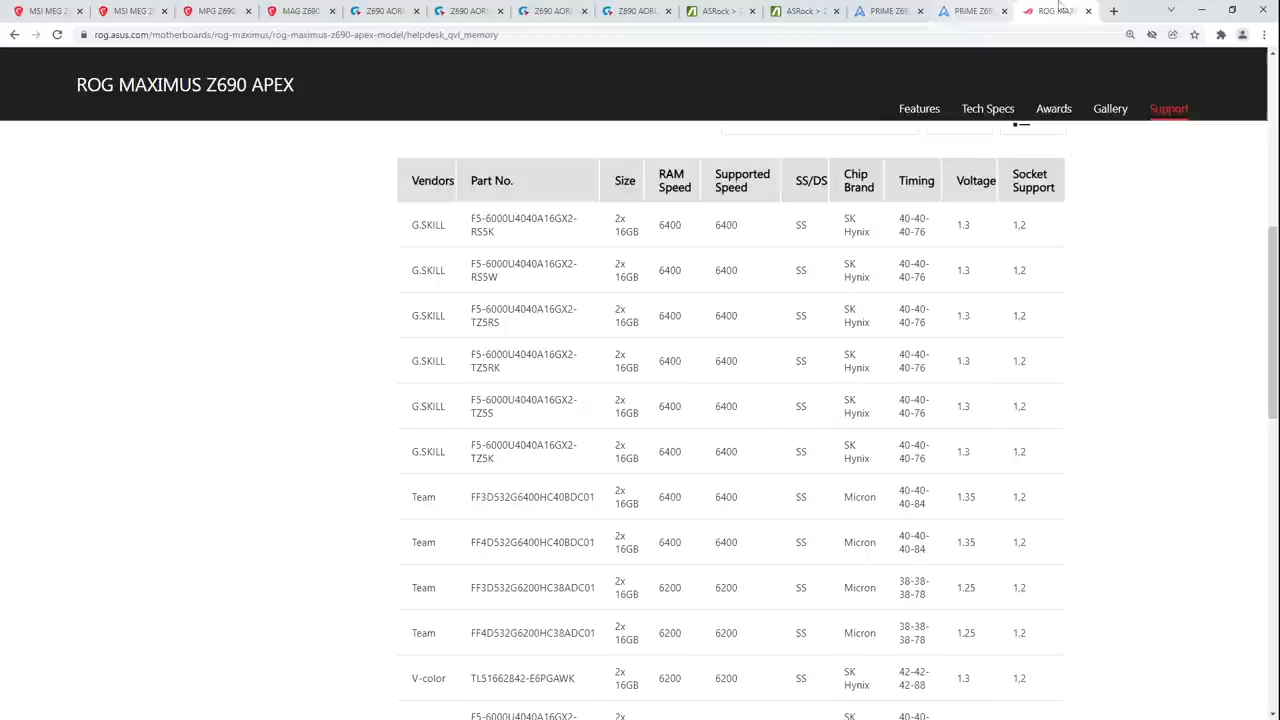 MSI MEG Z
MSI MEG Z
MPG Z690
MAG Z690
Z690 AORU
Z690 AORU
Z690 AORU
Z690 AORU
ASRock > Z
ASRock > Z
PRIME Z69
PRIME Z69
ROG MAXIMUS
rog.asus.com/motherboards/rog-maximus/rog-maximus-z690-apex-model/helpdesk_qvl_memory
ROG MAXIMUS Z690 APEX
Features Tech Specs Awards Gallery Support
Vendors Part No. Size RAM Speed Supported Speed SS/DS Chip Brand Timing Voltage Socket Support
G.SKILL F5-6000U4040A16GX2-RS5K 2x 16GB 6400 6400 SS SK Hynix 40-40-40-76 1.3 1,2
G.SKILL F5-6000U4040A16GX2-RS5W 2x 16GB 6400 6400 SS SK Hynix 40-40-40-76 1.3 1,2
G.SKILL F5-6000U4040A16GX2-TZ5RS 2x 16GB 6400 6400 SS SK Hynix 40-40-40-76 1.3 1,2
G.SKILL F5-6000U4040A16GX2-TZ5RK 2x 16GB 6400 6400 SS SK Hynix 40-40-40-76 1.3 1,2
G.SKILL F5-6000U4040A16GX2-TZ5S 2x 16GB 6400 6400 SS SK Hynix 40-40-40-76 1.3 1,2
G.SKILL F5-6000U4040A16GX2-TZ5K 2x 16GB 6400 6400 SS SK Hynix 40-40-40-76 1.3 1,2
Team FF3D532G6400HC40BDC01 2x 16GB 6400 6400 SS Micron 40-40-40-84 1.35 1,2
Team FF4D532G6400HC40BDC01 2x 16GB 6400 6400 SS Micron 40-40-40-84 1.35 1,2
Team FF3D532G6200HC38ADC01 2x 16GB 6200 6200 SS Micron 38-38-38-78 1.25 1,2
Team FF4D532G6200HC38ADC01 2x 16GB 6200 6200 SS Micron 38-38-38-78 1.25 1,2
V-color TL51662842-E6PGAWK 2x 16GB 6200 6200 SS SK Hynix 42-42-42-88 1.3 1,2
F5-6000U4040A16GX2- 2x SK 40-40-